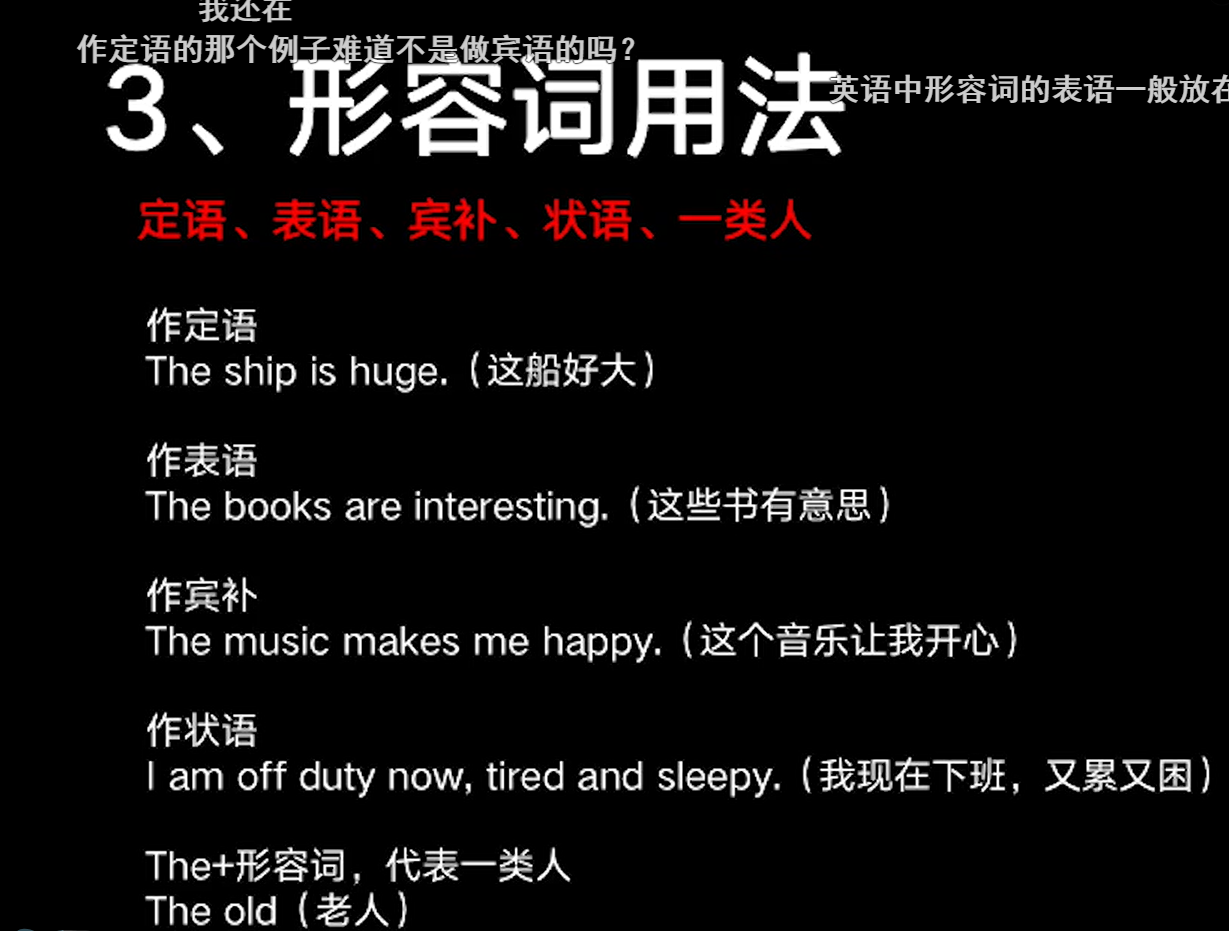 我还在
作定语的那个例子难道不是做宾语的吗？
英语中形容词的表语一般放在
3、形容词用法
定语、表语、宾补、状语、一类人
作定语
The ship is huge.（这船好大）
作表语
The books are interesting.（这些书有意思）
作宾补
The music makes me happy.（这个音乐让我开心）
作状语
I am off duty now, tired and sleepy.（我现在下班，又累又困）
The+形容词，代表一类人
The old（老人）